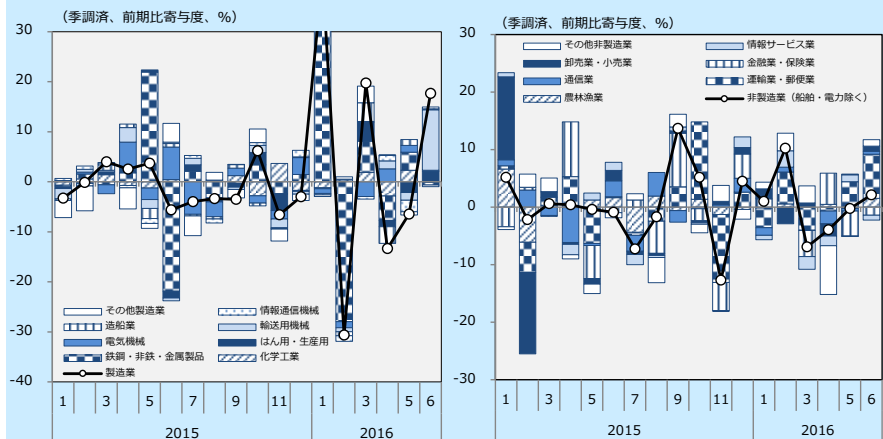 （季調済、前期比寄与度、%）
30
20
10
0
-10
-20
-30
-40
その他製造業
情報通信機械
造船業
輸送用機械
電気機械
はん用・生産用
鉄鋼・非鉄・金属製品
化学工業
製造業
1 3 5 7 9 11 1 3 5 6
2015 2016
（季調済、前期比寄与度、%）
30
20
10
0
-10
-20
-30
その他非製造業
情報サービス業
卸売業・小売業
金融業・保険業
通信業
運輸業・郵便業
農林漁業
非製造業（船舶・電力除く）
1 3 5 7 9 11 1 3 5 6
2015 2016